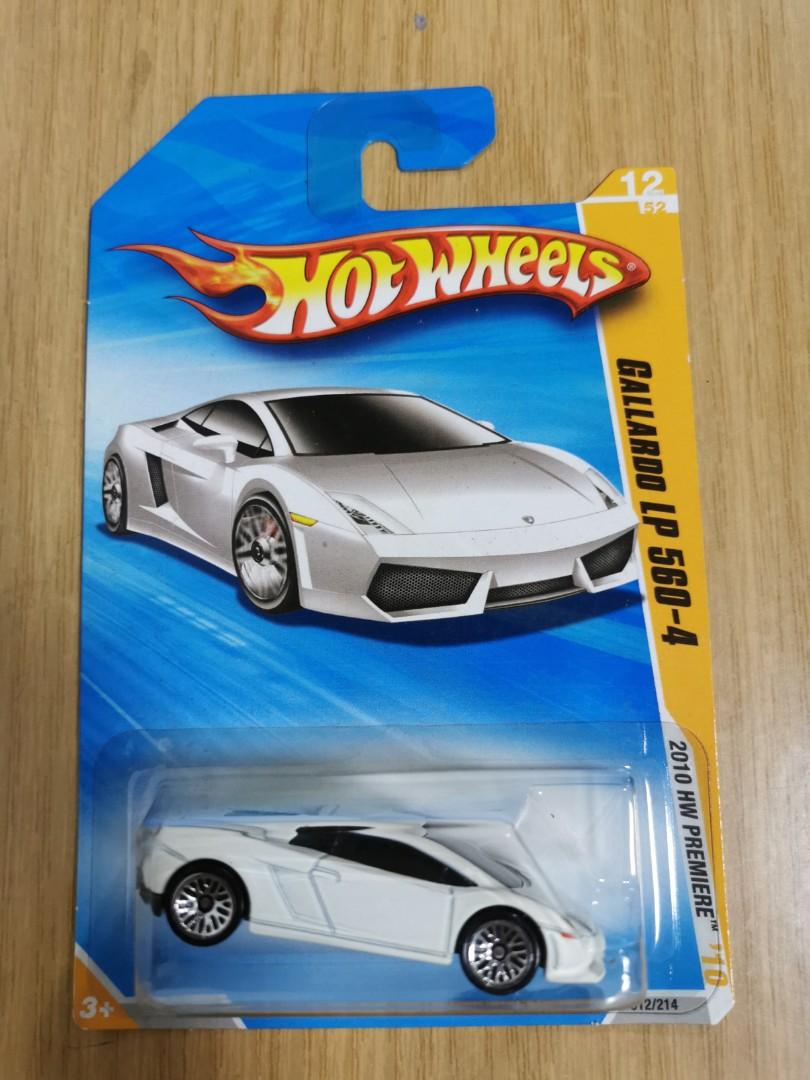 12
52
HOT WHEELS®
GALLARDO LP 560-4
2010 HW PREMIERE™ '10
3+
012/214